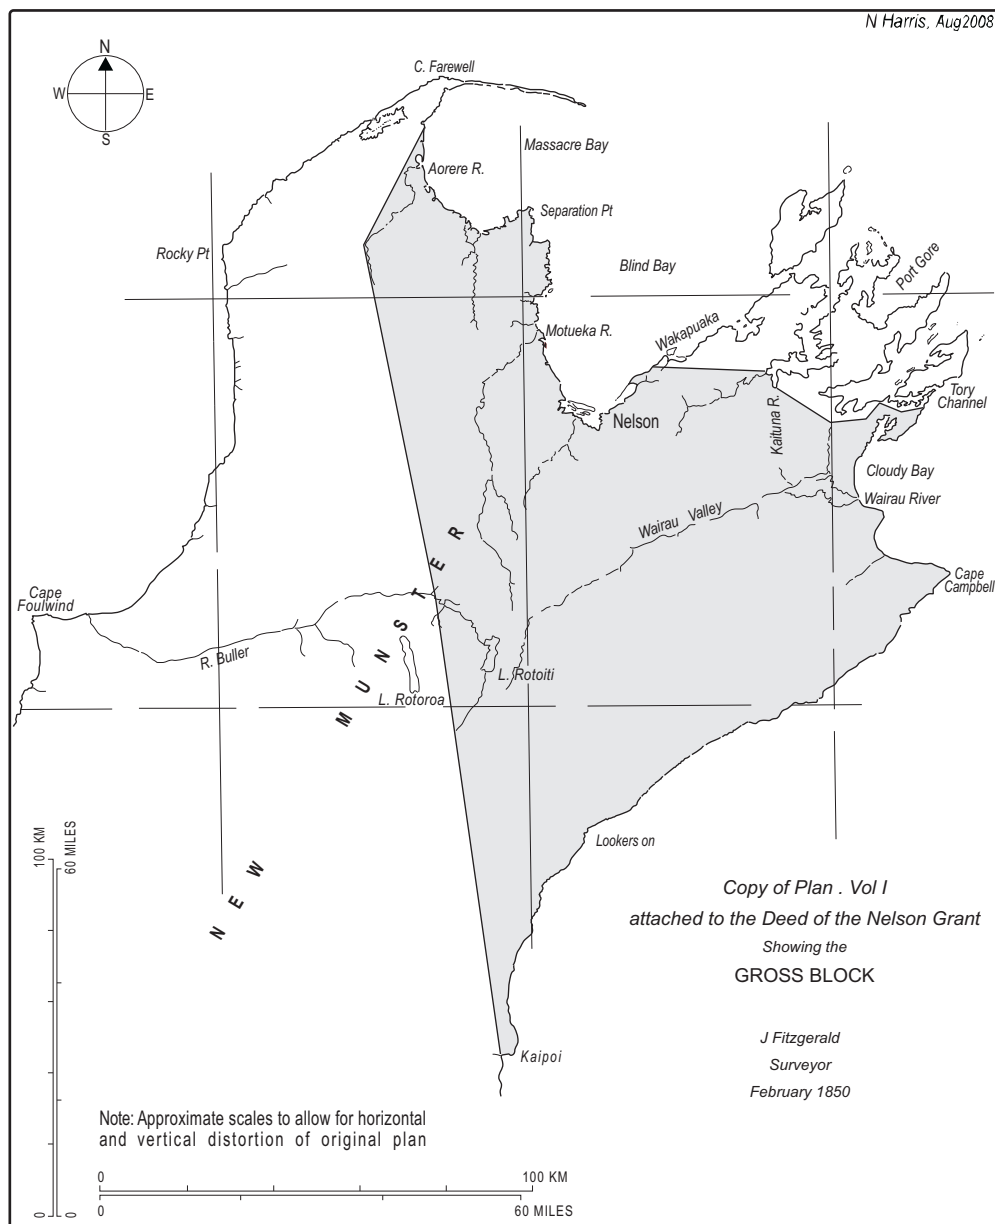 N Harris, Aug2008
N
W
E
S
C. Farewell
Massacre Bay
Aorere R.
Separation Pt
Rocky Pt
Blind Bay
Port Gore
Motueka R.
Wakapuaka
Tory
Channel
Nelson
Kaituna R.
Cloudy Bay
Wairau River
Wairau Valley
Cape
Foulwind
Cape
Campbell
R. Buller
L. Rotoiti
L. Rotoroa
NEW MUNSTER
Lookers on
Kaipoi
Copy of Plan . Vol I
attached to the Deed of the Nelson Grant
Showing the
GROSS BLOCK
J Fitzgerald
Surveyor
February 1850
100 KM
60 MILES
0
0
Note: Approximate scales to allow for horizontal
and vertical distortion of original plan
0
100 KM
0
60 MILES